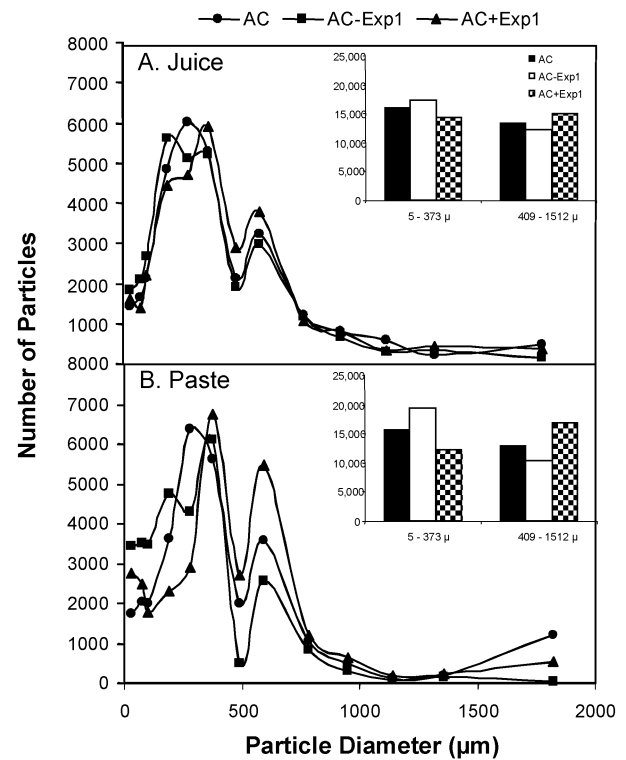 AC AC-Exp1 AC+Exp1
A. Juice
8000
7000
6000
5000
4000
3000
2000
1000
8000
25,000
20,000
15,000
10,000
5,000
0
AC
AC-Exp1
AC+Exp1
5 - 373 µ 409 - 1512 µ
B. Paste
7000
6000
5000
4000
3000
2000
1000
0
25,000
20,000
15,000
10,000
5,000
0
5 - 373 µ 409 - 1512 µ
Number of Particles
0 500 1000 1500 2000
Particle Diameter (µm)